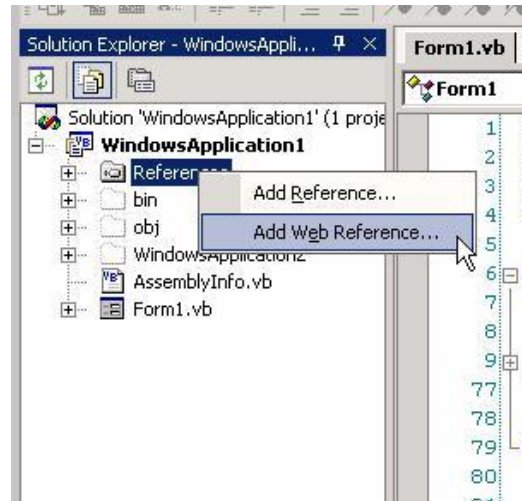 Solution Explorer - WindowsAppli...
Form1.vb
Form1
Solution 'WindowsApplication1' (1 proje
WindowsApplication1
References
Add Reference...
bin
Add Web Reference...
obj
WindowsApplication2
AssemblyInfo.vb
Form1.vb
1
2
3
4
5
6
7
8
9
77
78
79
80